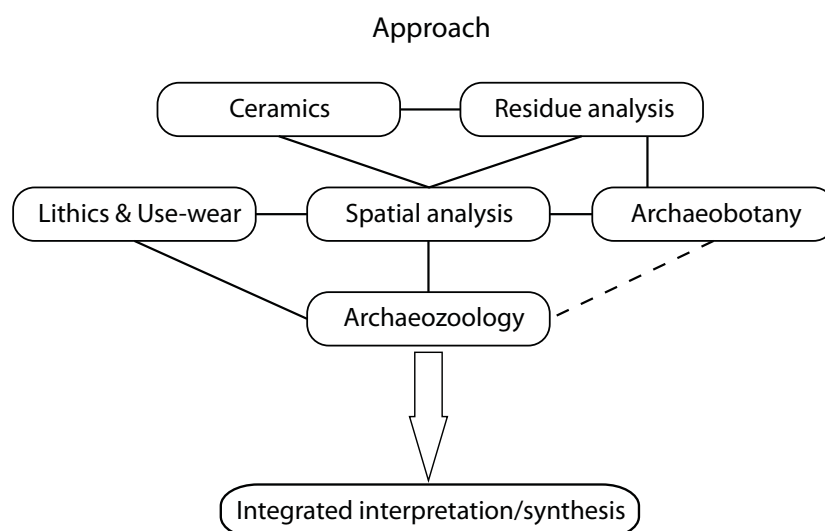 Approach
Ceramics
Residue analysis
Lithics & Use-wear
Spatial analysis
Archaeobotany
Archaeozoology
Integrated interpretation/synthesis